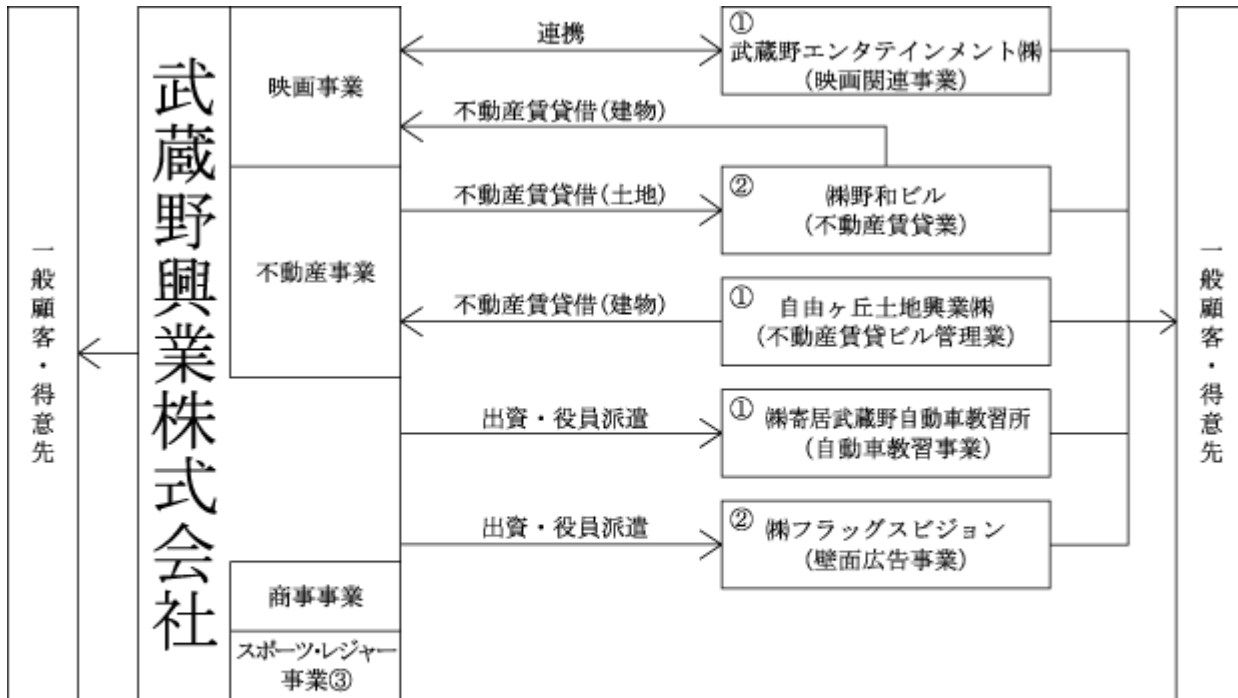 一般顧客・得意先
武蔵野興業株式会社
映画事業
不動産事業
商事事業
スポーツ・レジャー
事業③
連携
不動産賃貸借(建物)
不動産賃貸借(土地)
不動産賃貸借(建物)
出資・役員派遣
出資・役員派遣
①
武蔵野エンタテインメント㈱
(映画関連事業)
②
㈱野和ビル
(不動産賃貸業)
①
自由ヶ丘土地興業㈱
(不動産賃貸ビル管理業)
①
㈱寄居武蔵野自動車教習所
(自動車教習事業)
②
㈱フラッグスビジョン
(壁面広告事業)
一般顧客・得意先